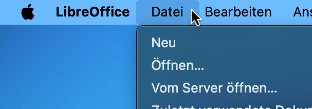 LibreOffice Datei Bearbeiten
Neu
Öffnen...
Vom Server öffnen...